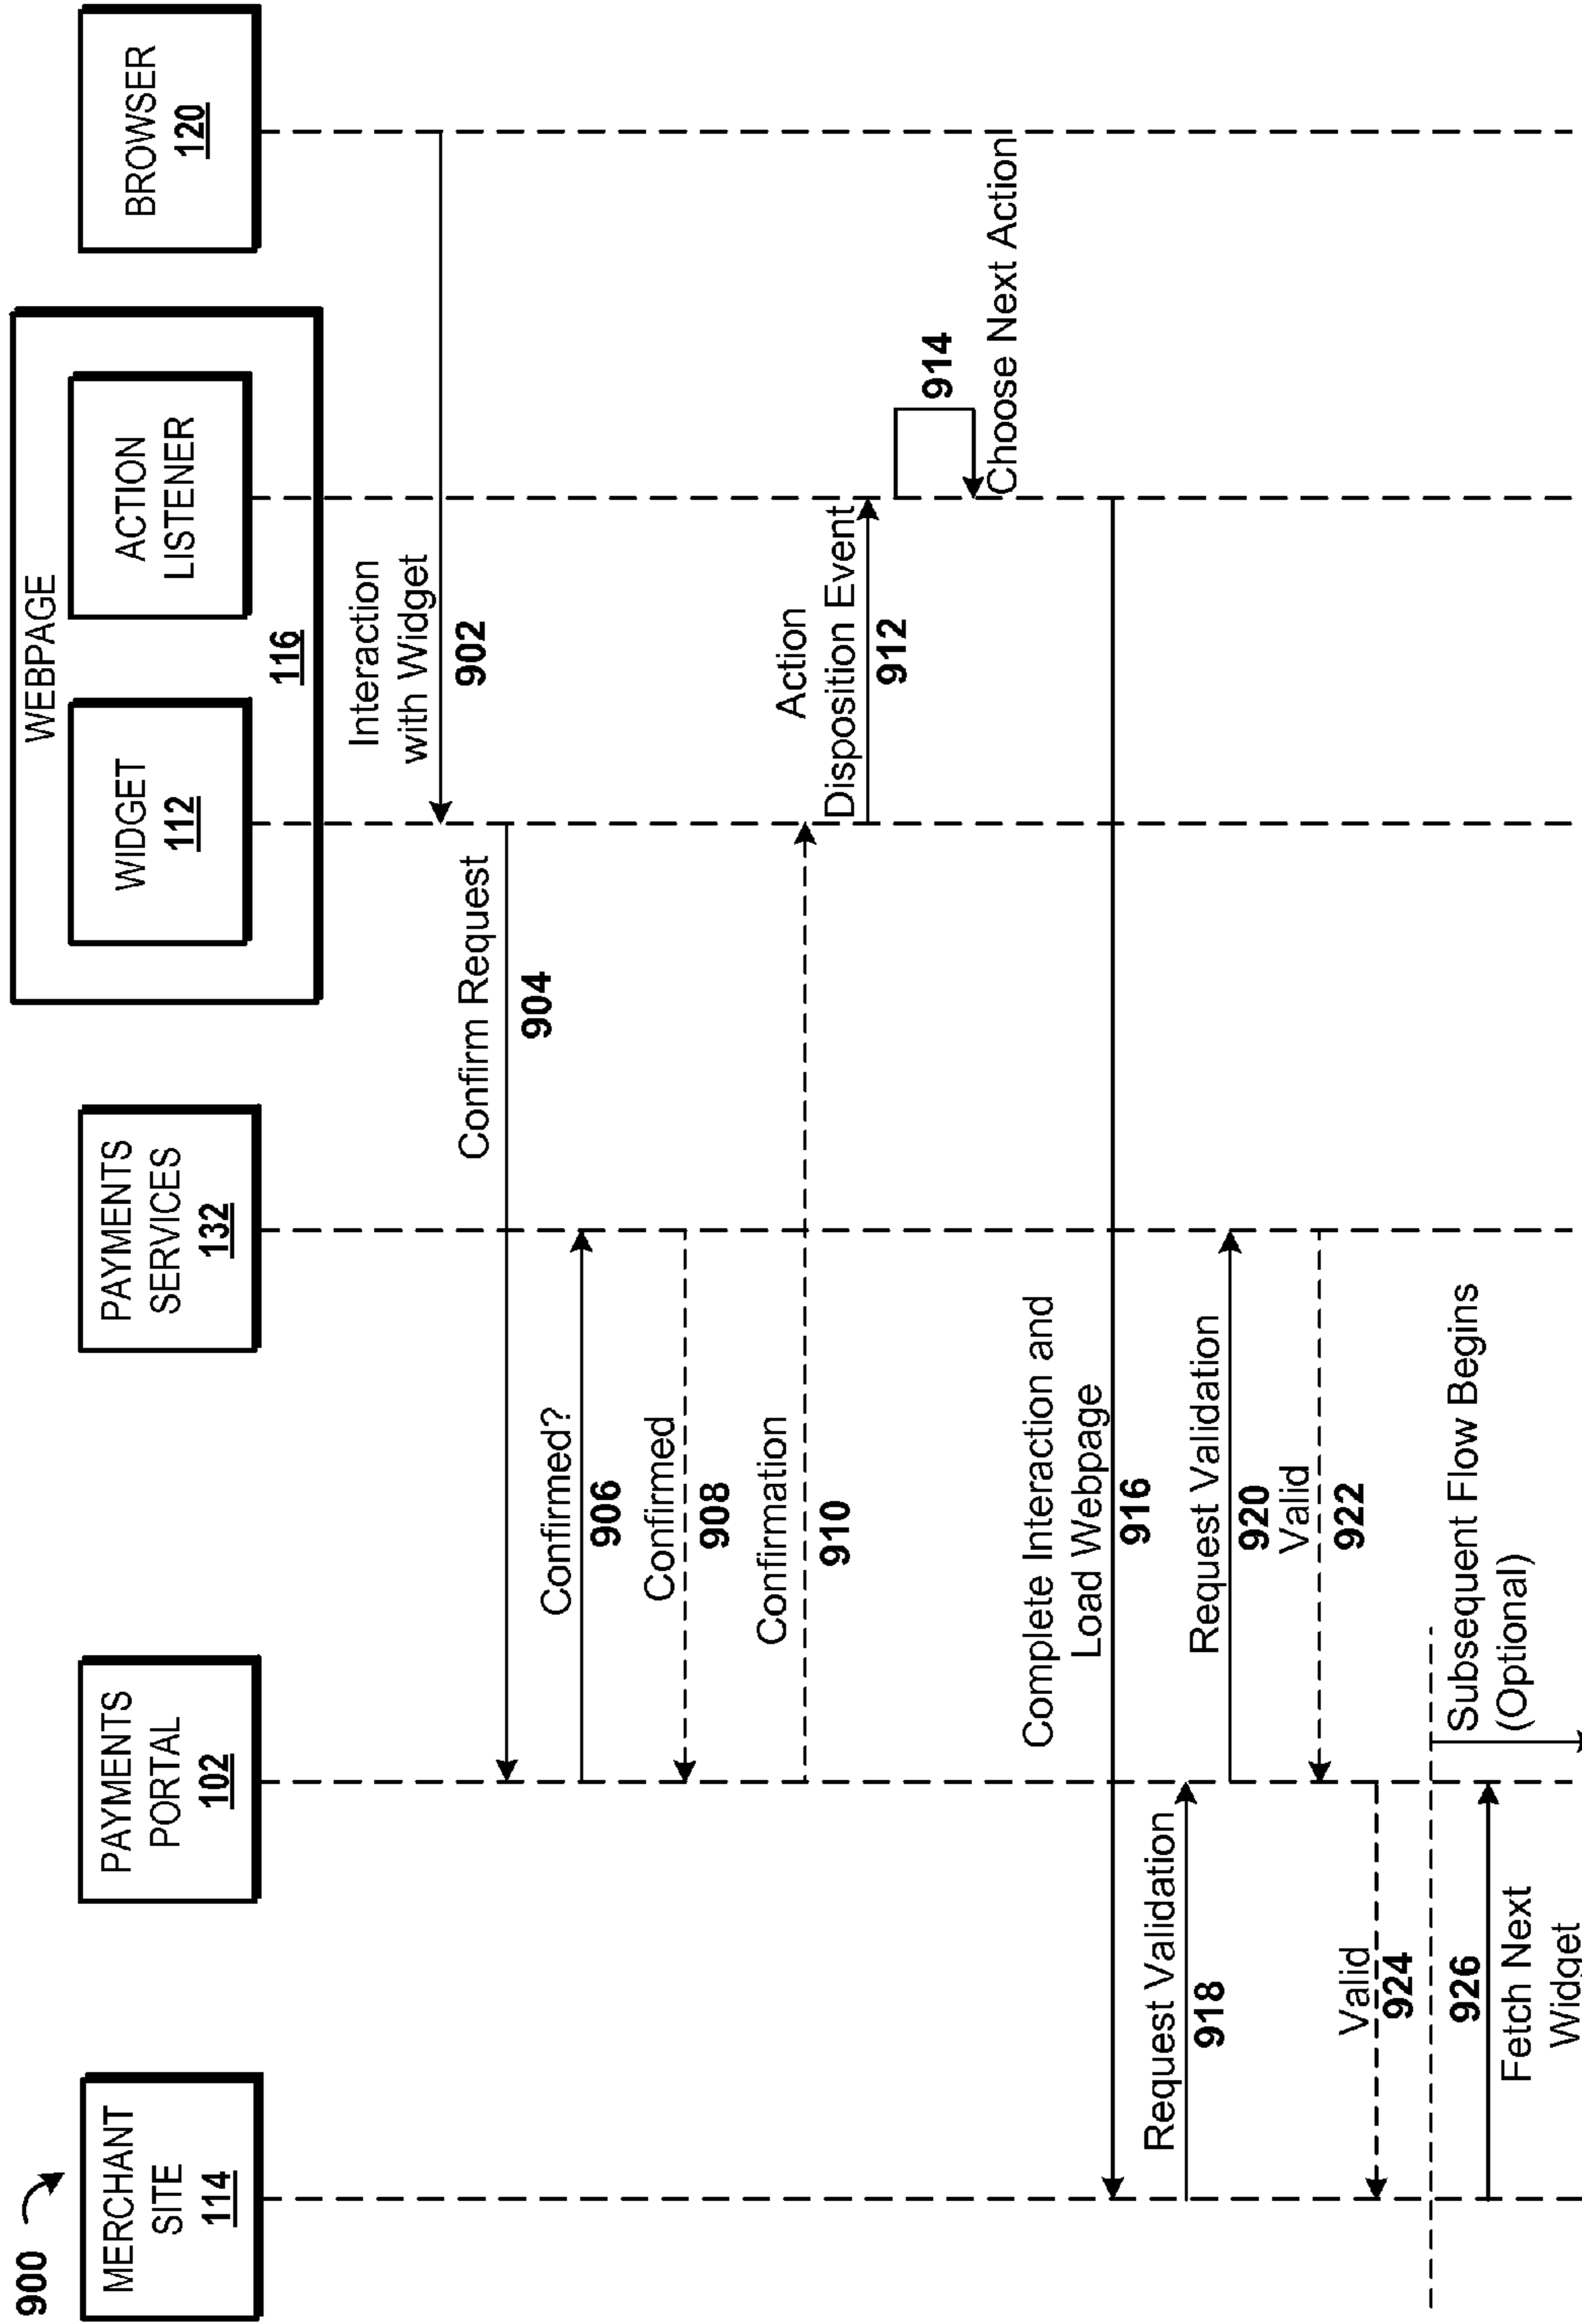 900
MERCHANT
SITE
114
PAYMENTS
PORTAL
102
PAYMENTS
SERVICES
132
WEBPAGE
WIDGET
112
ACTION
LISTENER
116
BROWSER
120
Interaction
with Widget
902
Confirm Request
904
Confirmed?
906
Confirmed
908
Confirmation
910
Action
Disposition Event
912
914
Choose Next Action
Complete Interaction and
Load Webpage
916
Request Validation
918
Request Validation
920
Valid
922
Valid
924
Subsequent Flow Begins
(Optional)
926
Fetch Next
Widget